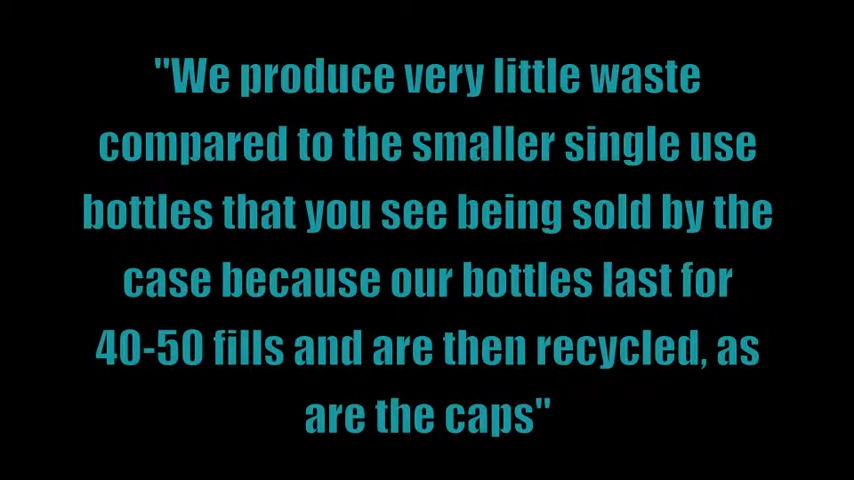 "We produce very little waste
compared to the smaller single use
bottles that you see being sold by the
case because our bottles last for
40-50 fills and are then recycled, as
are the caps"